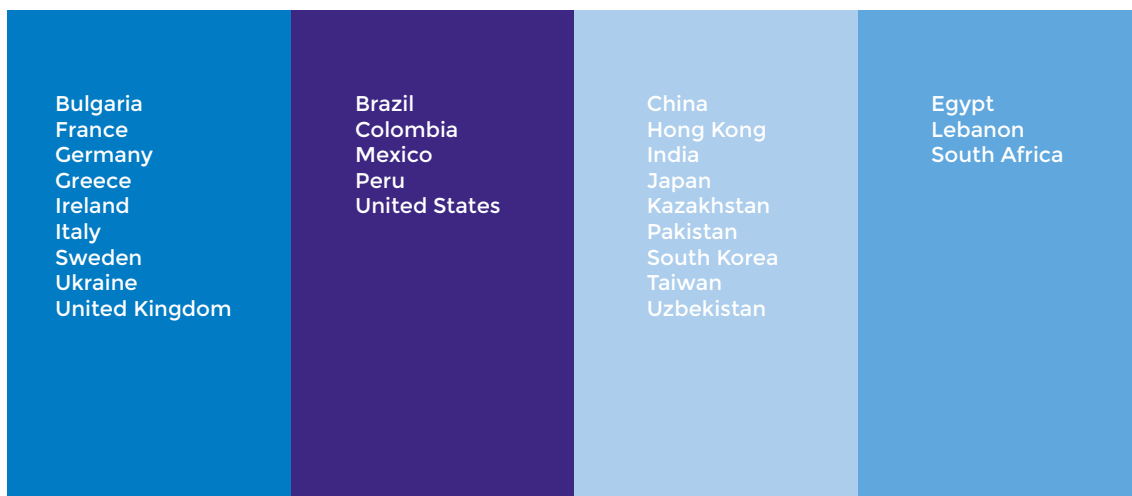 Bulgaria
France
Germany
Greece
Ireland
Italy
Sweden
Ukraine
United Kingdom
Brazil
Colombia
Mexico
Peru
United States
China
Hong Kong
India
Japan
Kazakhstan
Pakistan
South Korea
Taiwan
Uzbekistan
Egypt
Lebanon
South Africa